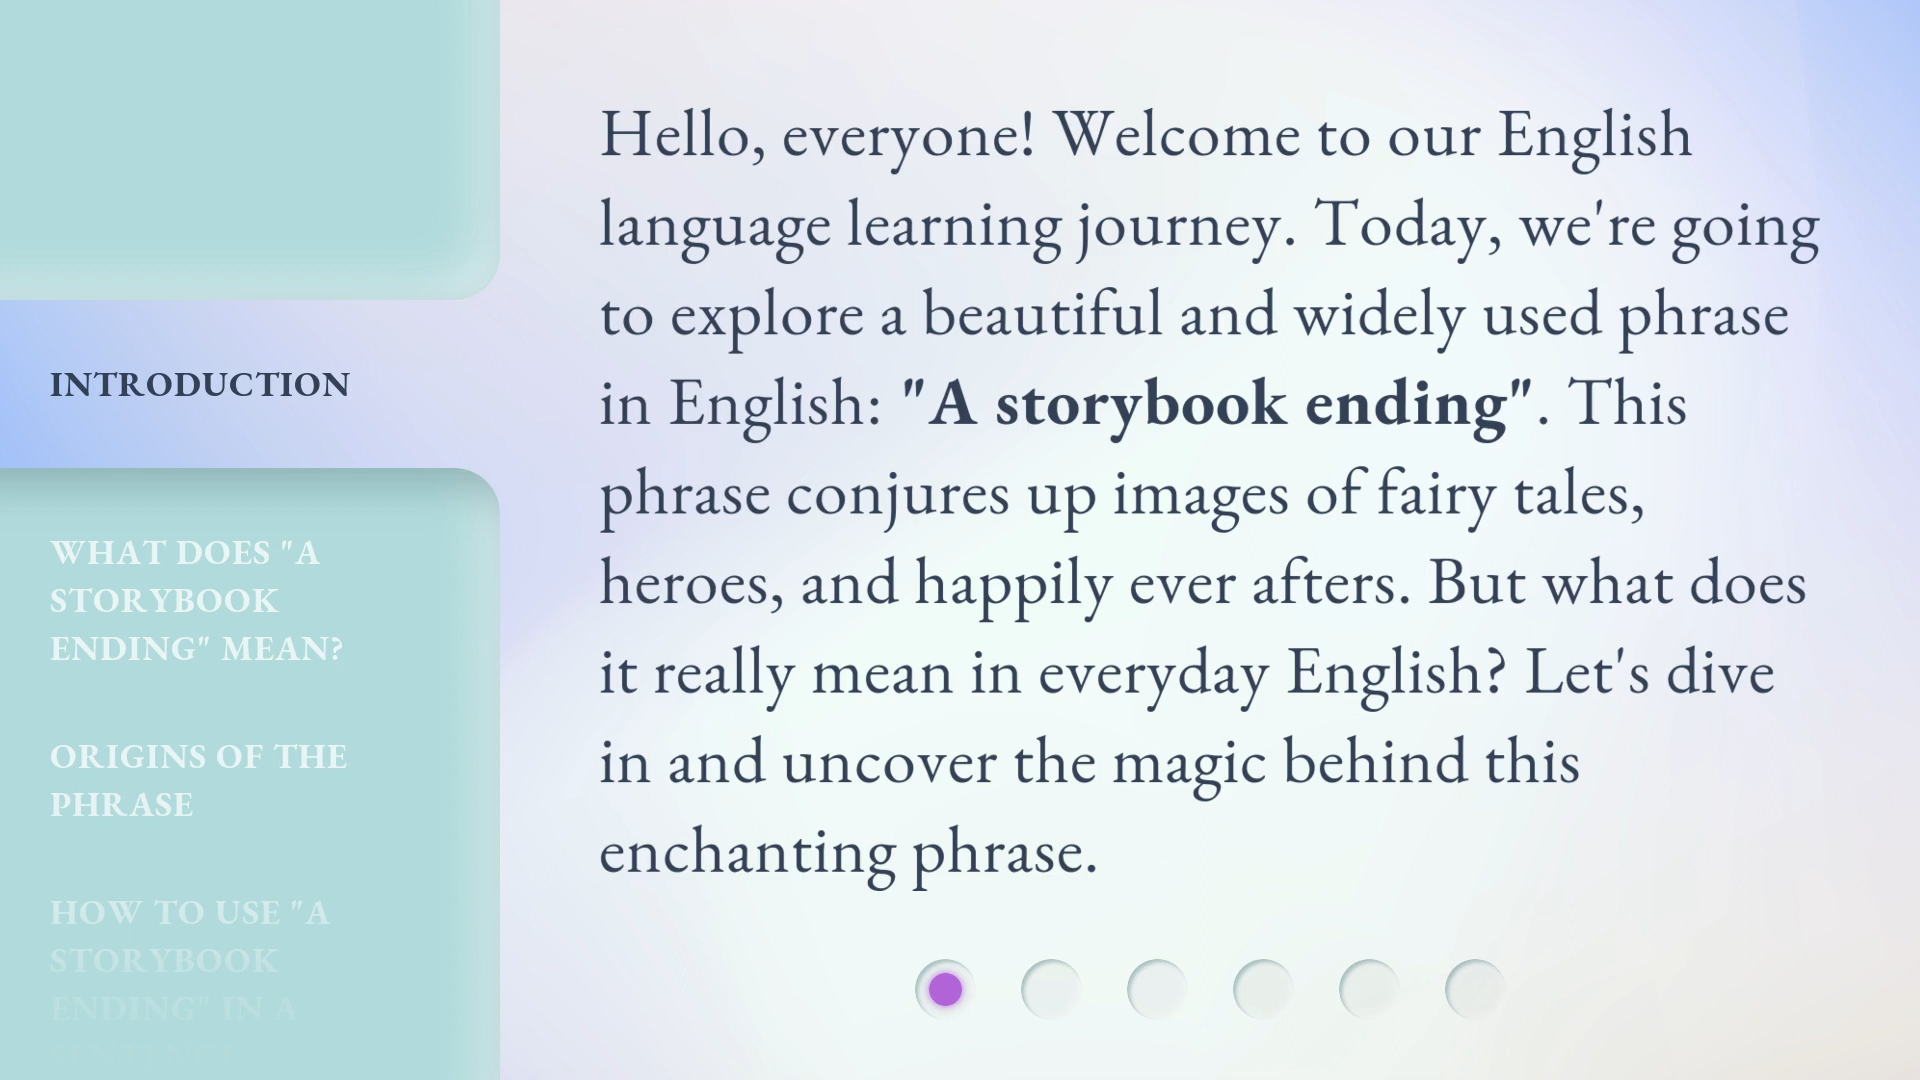 INTRODUCTION
WHAT DOES "A
STORYBOOK
ENDING" MEAN?
ORIGINS OF THE
PHRASE
HOW TO USE "A
STORYBOOK
ENDING" IN A
Hello, everyone! Welcome to our English
language learning journey. Today, we're going
to explore a beautiful and widely used phrase
in English: "A storybook ending". This
phrase conjures up images of fairy tales,
heroes, and happily ever afters. But what does
it really mean in everyday English? Let's dive
in and uncover the magic behind this
enchanting phrase.